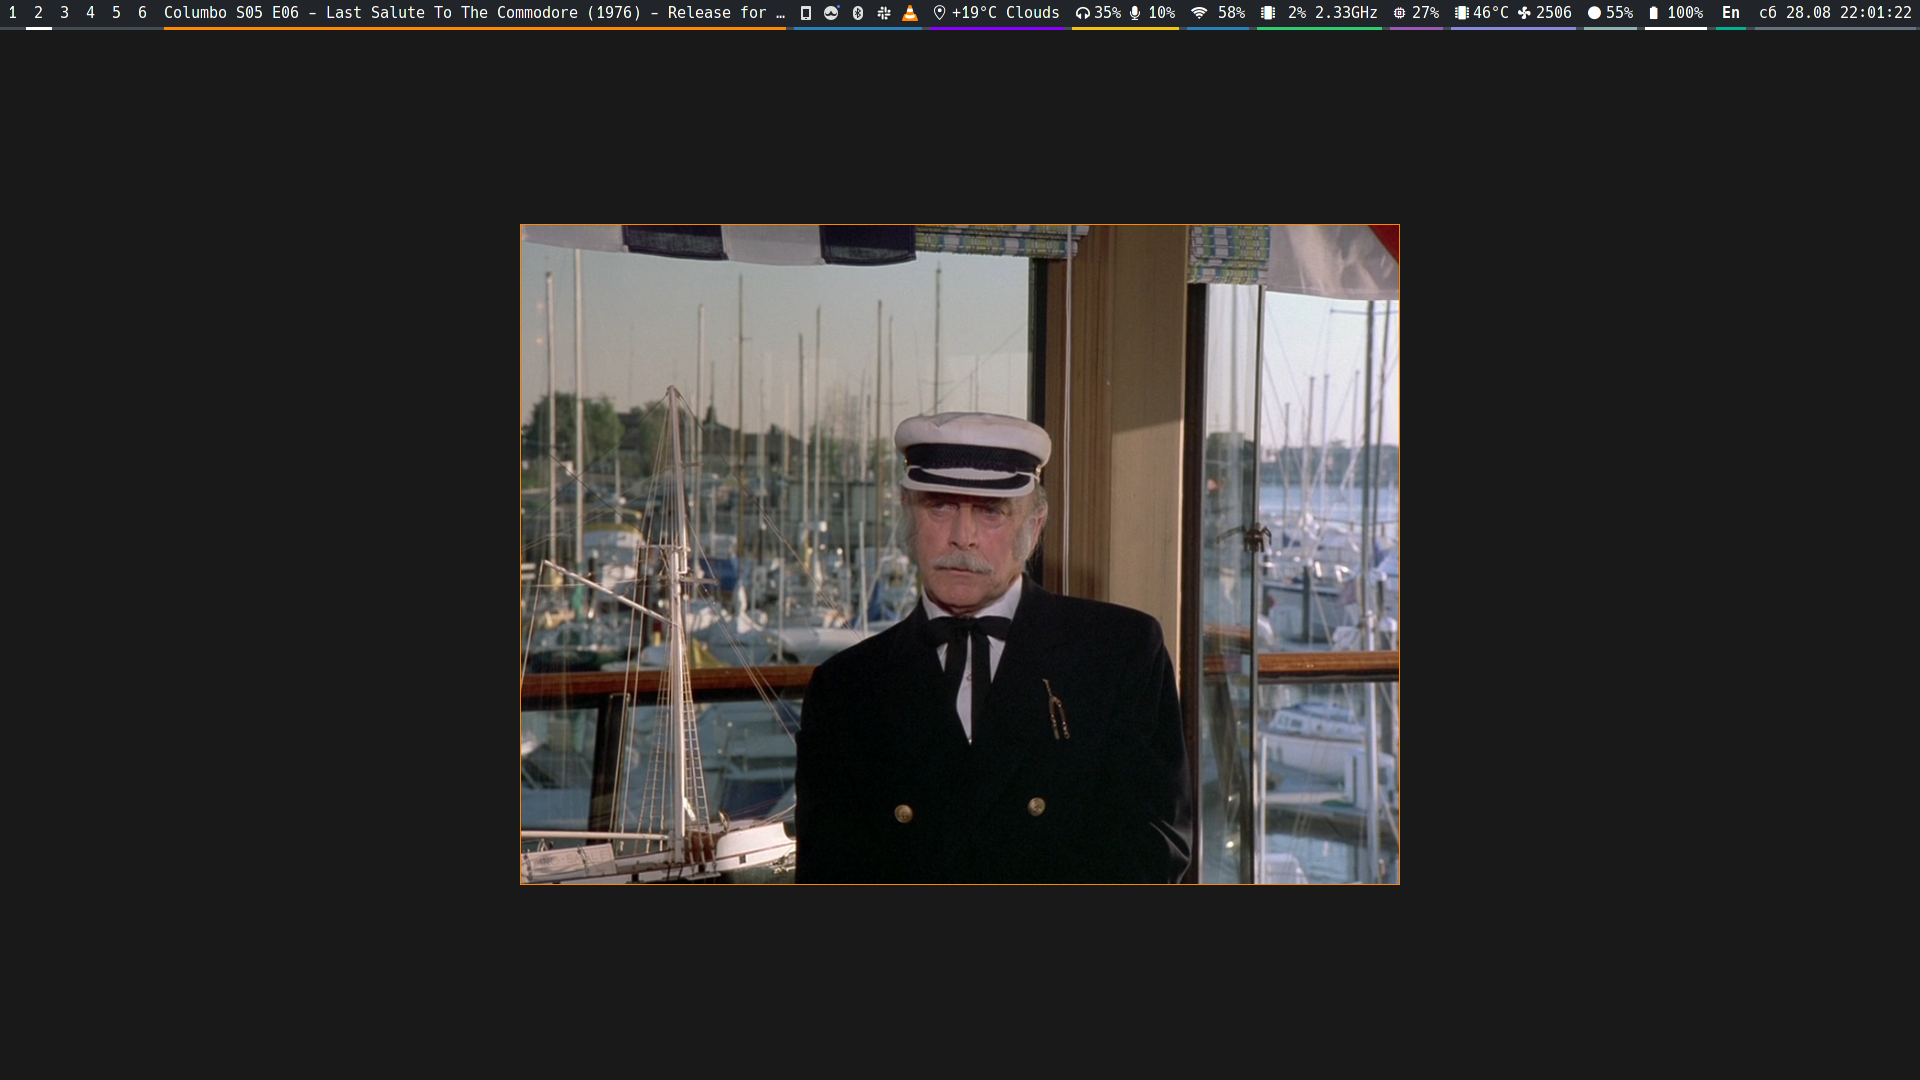 1 2 3 4 5 6 Columbo S05 E06 - Last Salute To The Commodore (1976) - Release for … +19°C Clouds 35% 10% 58% 2% 2.33GHz 27% 46°C 2506 55% 100% En сб 28.08 22:01:22